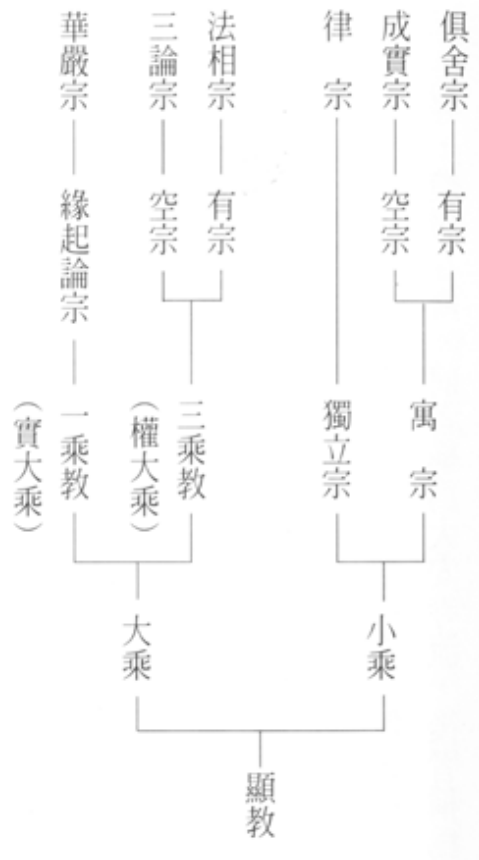 俱舍宗
有宗
成實宗
空宗
寓宗
律宗
獨立宗
小乘
法相宗
有宗
三論宗
空宗
三乘教
(權大乘)
華嚴宗
緣起論宗
一乘教
(實大乘)
大乘
顯教